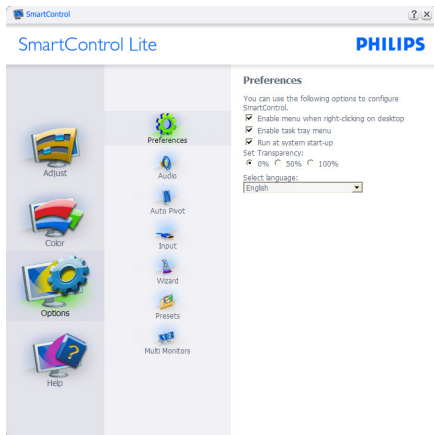 SmartControl
SmartControl Lite
PHILIPS
Adjust
Color
Options
Help
Preferences
Audio
Auto Pivot
Input
Wizard
Presets
Multi Monitors
Preferences
You can use the following options to configure
SmartControl.
Enable menu when right-clicking on desktop
Enable task tray menu
Run at system start-up
Set Transparency:
0% 50% 100%
Select language:
English